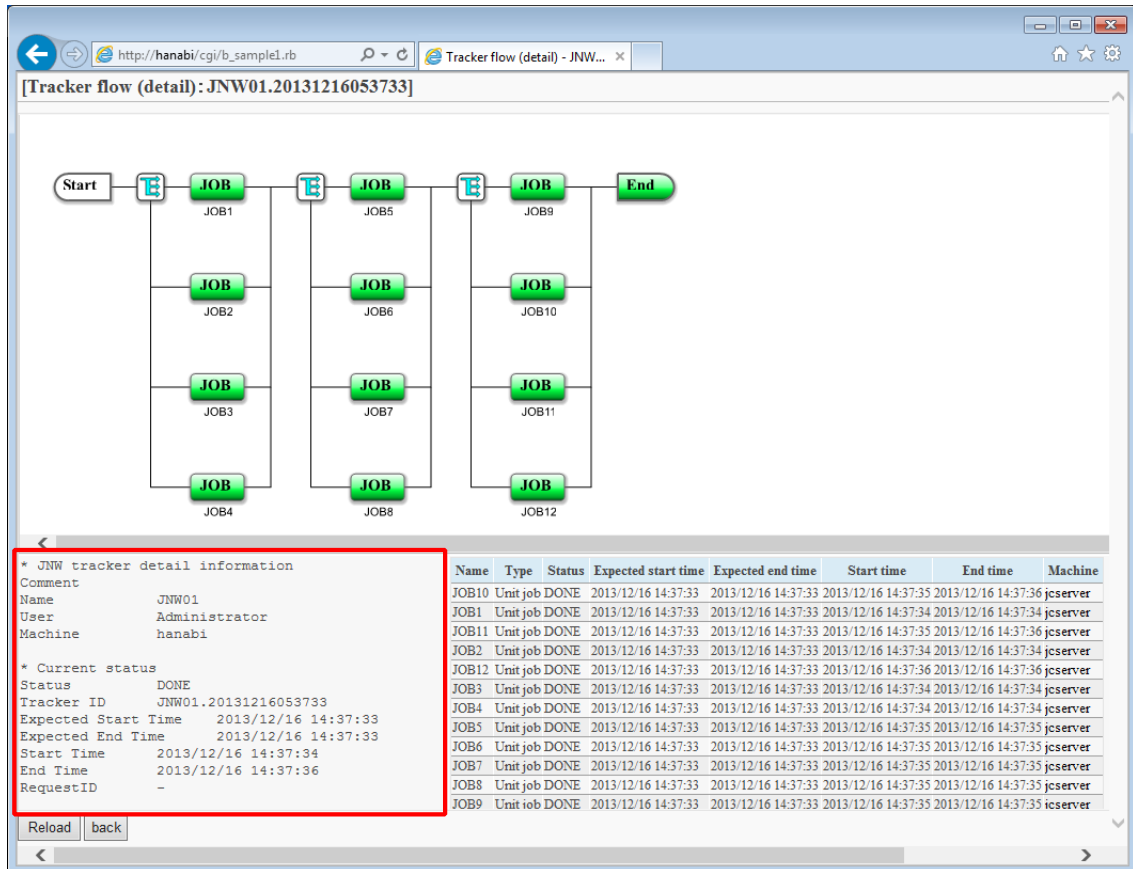 http://hanabi/cgi/b_sample1.rb
Tracker flow (detail) - JNW...
[Tracker flow (detail):JNW01.20131216053733]
Start JOB JOB JOB End
JOB1 JOB5 JOB9
JOB JOB JOB
JOB2 JOB6 JOB10
JOB JOB JOB
JOB3 JOB7 JOB11
JOB JOB JOB
JOB4 JOB8 JOB12
* JNW tracker detail information
Comment
Name JNW01
User Administrator
Machine hanabi
* Current status
Status DONE
Tracker ID JNW01.20131216053733
Expected Start Time 2013/12/16 14:37:33
Expected End Time 2013/12/16 14:37:33
Start Time 2013/12/16 14:37:34
End Time 2013/12/16 14:37:36
RequestID -
Name Type Status Expected start time Expected end time Start time End time Machine
JOB10 Unit job DONE 2013/12/16 14:37:33 2013/12/16 14:37:33 2013/12/16 14:37:35 2013/12/16 14:37:36 jcserver
JOB1 Unit job DONE 2013/12/16 14:37:33 2013/12/16 14:37:33 2013/12/16 14:37:34 2013/12/16 14:37:34 jcserver
JOB11 Unit job DONE 2013/12/16 14:37:33 2013/12/16 14:37:33 2013/12/16 14:37:35 2013/12/16 14:37:36 jcserver
JOB2 Unit job DONE 2013/12/16 14:37:33 2013/12/16 14:37:33 2013/12/16 14:37:34 2013/12/16 14:37:34 jcserver
JOB12 Unit job DONE 2013/12/16 14:37:33 2013/12/16 14:37:33 2013/12/16 14:37:36 2013/12/16 14:37:36 jcserver
JOB3 Unit job DONE 2013/12/16 14:37:33 2013/12/16 14:37:33 2013/12/16 14:37:34 2013/12/16 14:37:34 jcserver
JOB4 Unit job DONE 2013/12/16 14:37:33 2013/12/16 14:37:33 2013/12/16 14:37:34 2013/12/16 14:37:34 jcserver
JOB5 Unit job DONE 2013/12/16 14:37:33 2013/12/16 14:37:33 2013/12/16 14:37:35 2013/12/16 14:37:35 jcserver
JOB6 Unit job DONE 2013/12/16 14:37:33 2013/12/16 14:37:33 2013/12/16 14:37:35 2013/12/16 14:37:35 jcserver
JOB7 Unit job DONE 2013/12/16 14:37:33 2013/12/16 14:37:33 2013/12/16 14:37:35 2013/12/16 14:37:35 jcserver
JOB8 Unit job DONE 2013/12/16 14:37:33 2013/12/16 14:37:33 2013/12/16 14:37:35 2013/12/16 14:37:35 jcserver
JOB9 Unit job DONE 2013/12/16 14:37:33 2013/12/16 14:37:33 2013/12/16 14:37:35 2013/12/16 14:37:35 jcserver
Reload back